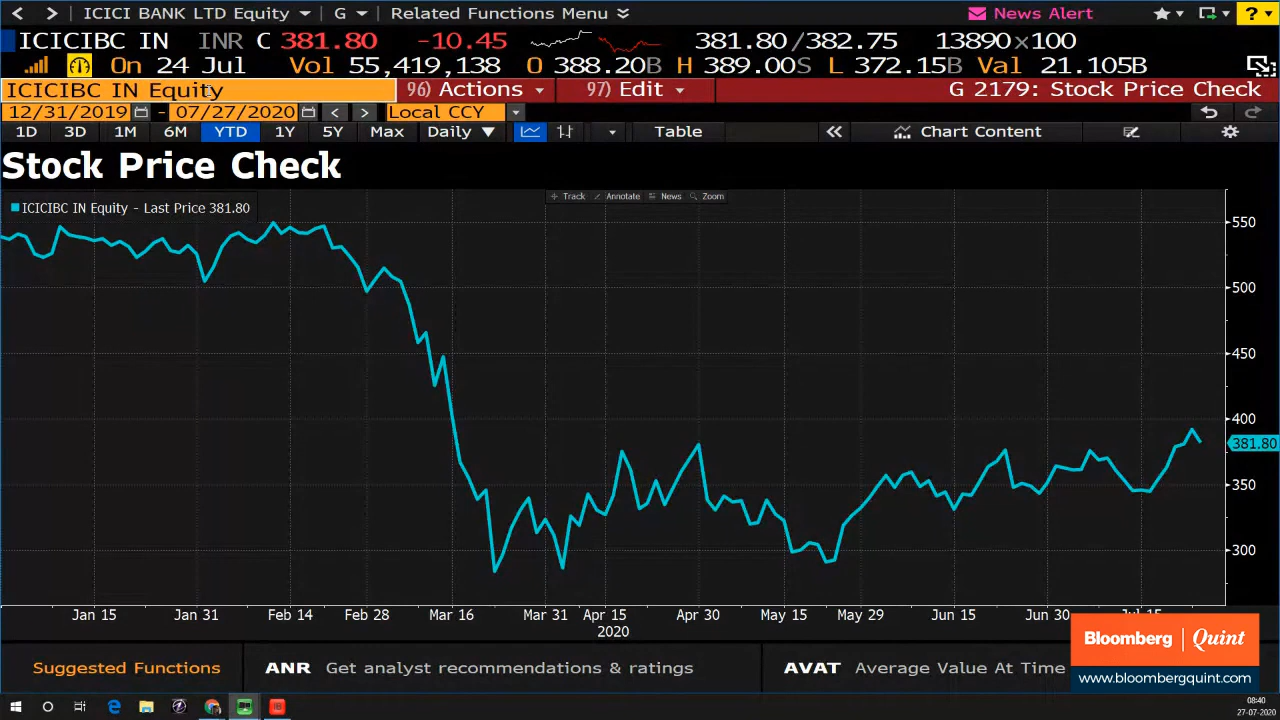 ICICI BANK LTD Equity G Related Functions Menu News Alert ?
ICICIBC IN INR C 381.80 -10.45 381.80/382.75 13890x100
On 24 Jul Vol 55,419,138 O 388.20B H 389.00S L 372.15B Val 21.105B
ICICIBC IN Equity 96) Actions 97) Edit G 2179: Stock Price Check
12/31/2019 - 07/27/2020 < > Local CCY
1D 3D 1M 6M YTD 1Y 5Y Max Daily Table Chart Content
Stock Price Check
Track Annotate News Zoom
ICICIBC IN Equity - Last Price 381.80
550
500
450
400
381.80
350
300
Jan 15 Jan 31 Feb 14 Feb 28 Mar 16 Mar 31 Apr 15 Apr 30 May 15 May 29 Jun 15 Jun 30 Jul 15
2020
Bloomberg | Quint
www.bloombergquint.com
Suggested Functions ANR Get analyst recommendations & ratings AVAT Average Value At Time
08:40
27-07-2020